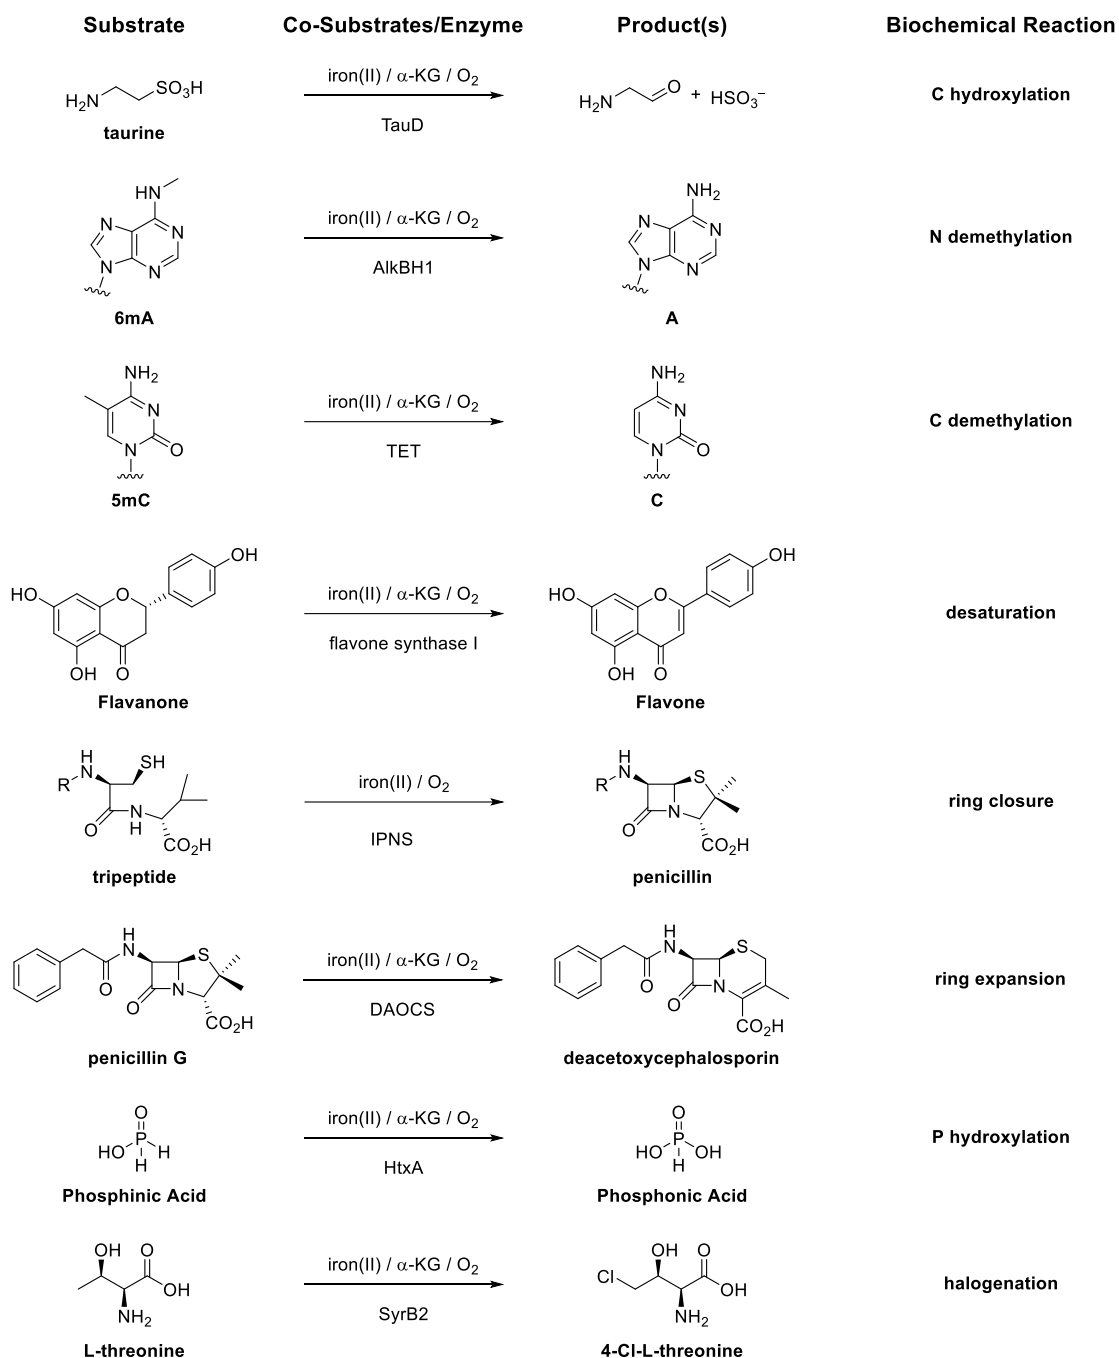 Substrate Co-Substrates/Enzyme Product(s) Biochemical Reaction
H₂N SO₃H
taurine
iron(II) / α-KG / O₂
TauD
H₂N O + HSO₃⁻
C hydroxylation
HN
N N
N N
6mA
iron(II) / α-KG / O₂
AlkBH1
NH₂
N N
N N
A
N demethylation
NH₂
N
N O
5mC
iron(II) / α-KG / O₂
TET
NH₂
N
N O
C
C demethylation
OH
HO O
OH O
Flavanone
iron(II) / α-KG / O₂
flavone synthase I
OH
HO O
OH O
Flavone
desaturation
H
R N SH
O N
H
CO₂H
tripeptide
iron(II) / O₂
IPNS
H
R N S
O N
CO₂H
penicillin
ring closure
H
N S
O O N
CO₂H
penicillin G
iron(II) / α-KG / O₂
DAOCS
H
N S
O O N
CO₂H
deacetoxycephalosporin
ring expansion
O
HO P H
H
Phosphinic Acid
iron(II) / α-KG / O₂
HtxA
O
HO P OH
H
Phosphonic Acid
P hydroxylation
OH O
OH
NH₂
L-threonine
iron(II) / α-KG / O₂
SyrB2
OH O
Cl OH
NH₂
4-Cl-L-threonine
halogenation